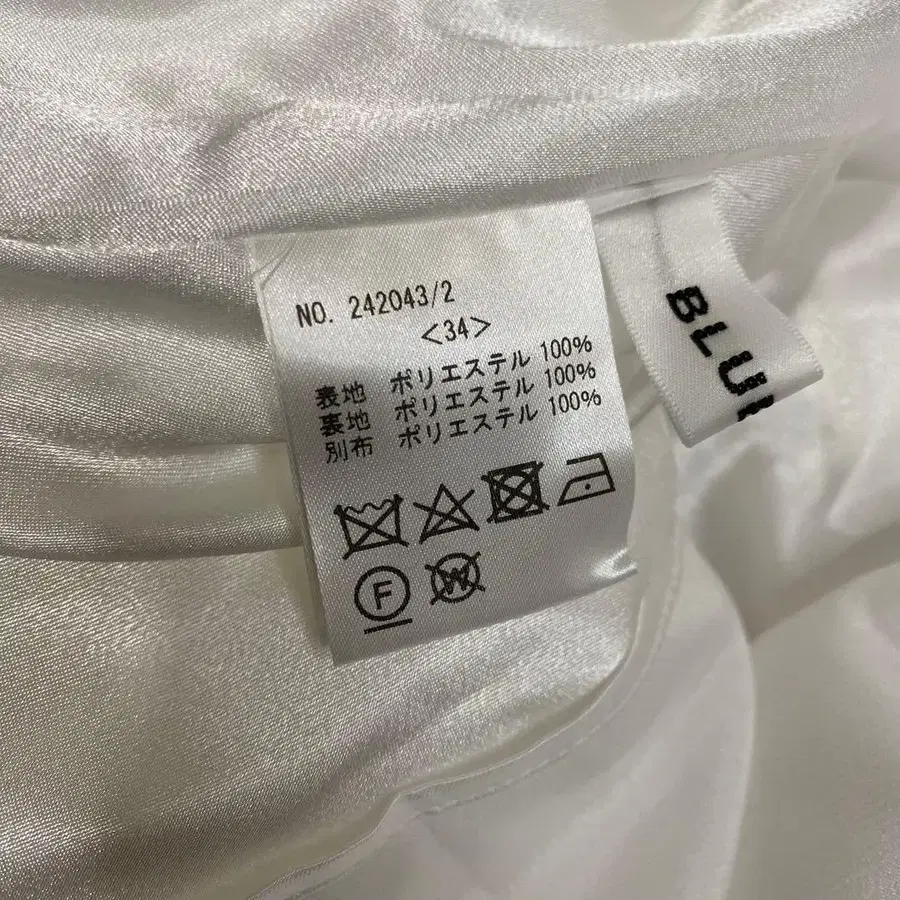 NO. 242043/2
<34>
表地 ポリエステル 100%
裏地 ポリエステル 100%
別布 ポリエステル 100%
F W
BLU